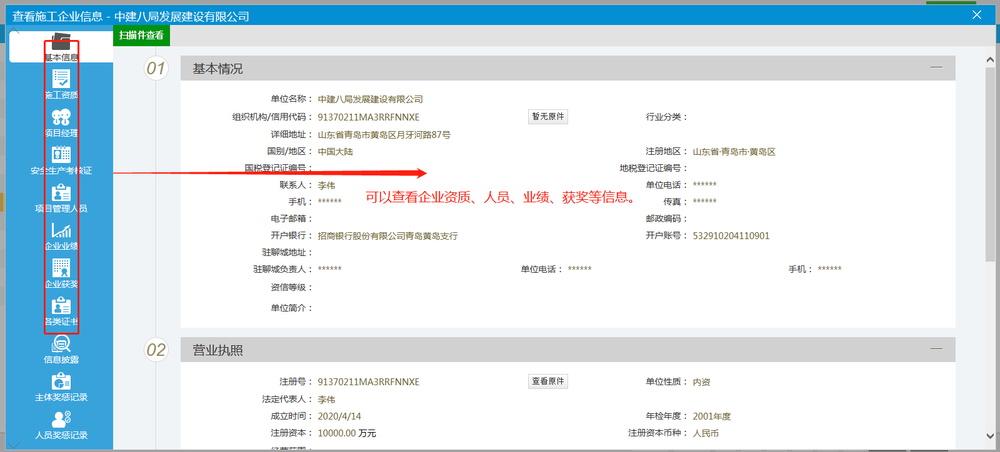 查看施工企业信息 - 中建八局发展建设有限公司
扫描件查看
基本信息
施工资质
项目经理
安全生产考核证
项目管理人员
企业业绩
企业获奖
各类证书
信息披露
主体奖惩记录
人员奖惩记录
01
基本情况
单位名称： 中建八局发展建设有限公司
组织机构/信用代码： 91370211MA3RRFNNXE 暂无原件 行业分类：
详细地址： 山东省青岛市黄岛区月牙河路87号
国别/地区： 中国大陆 注册地区： 山东省·青岛市·黄岛区
国税登记证编号： 地税登记证编号：
联系人： 李伟 单位电话： ******
可以查看企业资质、人员、业绩、获奖等信息。
手机： ****** 传真： ******
电子邮箱： 邮政编码：
开户银行： 招商银行股份有限公司青岛黄岛支行 开户账号： 532910204110901
驻聊城地址：
驻聊城负责人： ****** 单位电话： ****** 手机： ******
资信等级：
单位简介：
02
营业执照
注册号： 91370211MA3RRFNNXE 查看原件 单位性质： 内资
法定代表人： 李伟
成立时间： 2020/4/14 年检年度： 2001年度
注册资本： 10000.00 万元 注册资本币种： 人民币